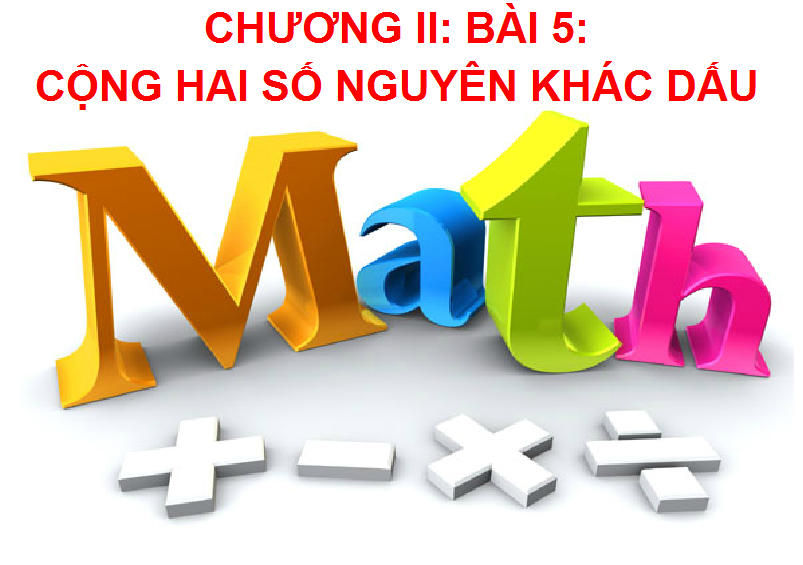 CHƯƠNG II: BÀI 5:
CỘNG HAI SỐ NGUYÊN KHÁC DẤU
Math
+ - × ÷